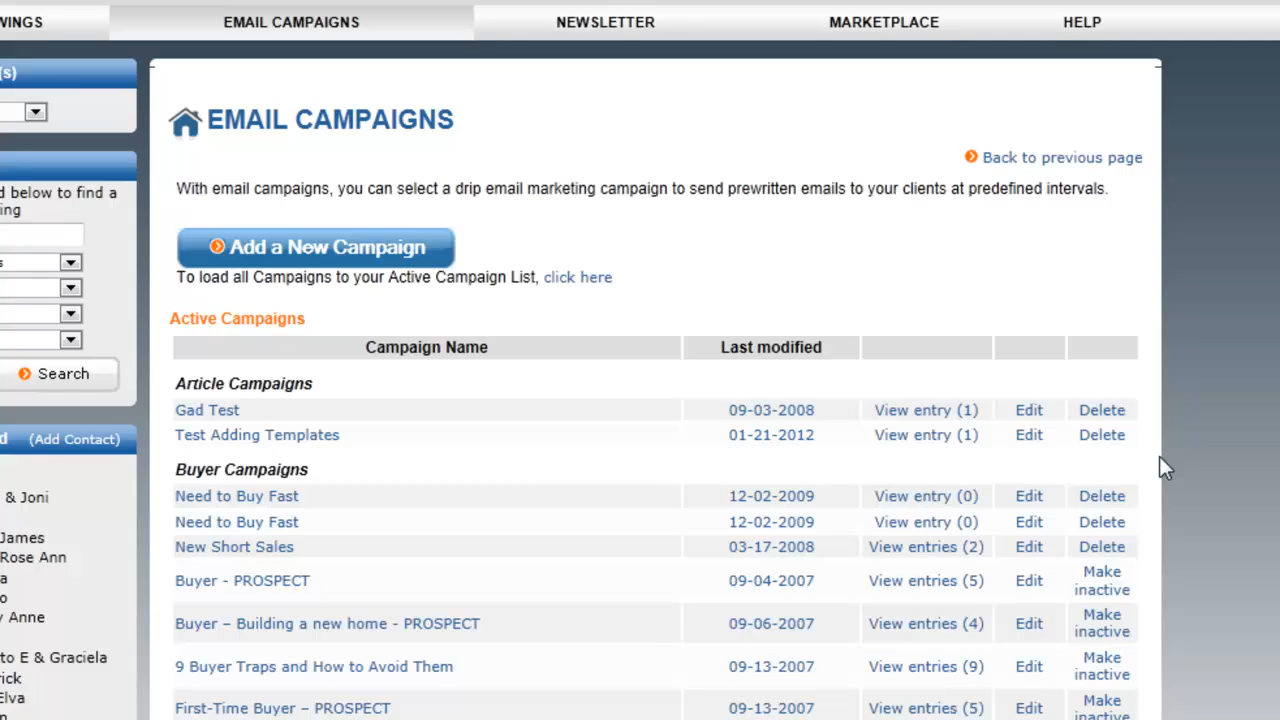 WINGS EMAIL CAMPAIGNS NEWSLETTER MARKETPLACE HELP
(s)
d below to find a
ing
s
Search
d (Add Contact)
& Joni
James
Rose Ann
a
o
y Anne
to E & Graciela
rick
Elva
EMAIL CAMPAIGNS
Back to previous page
With email campaigns, you can select a drip email marketing campaign to send prewritten emails to your clients at predefined intervals.
Add a New Campaign
To load all Campaigns to your Active Campaign List, click here
Active Campaigns
Campaign Name Last modified
Article Campaigns
Gad Test 09-03-2008 View entry (1) Edit Delete
Test Adding Templates 01-21-2012 View entry (1) Edit Delete
Buyer Campaigns
Need to Buy Fast 12-02-2009 View entry (0) Edit Delete
Need to Buy Fast 12-02-2009 View entry (0) Edit Delete
New Short Sales 03-17-2008 View entries (2) Edit Delete
Buyer - PROSPECT 09-04-2007 View entries (5) Edit Make inactive
Buyer – Building a new home - PROSPECT 09-06-2007 View entries (4) Edit Make inactive
9 Buyer Traps and How to Avoid Them 09-13-2007 View entries (9) Edit Make inactive
First-Time Buyer – PROSPECT 09-13-2007 View entries (5) Edit Make inactive